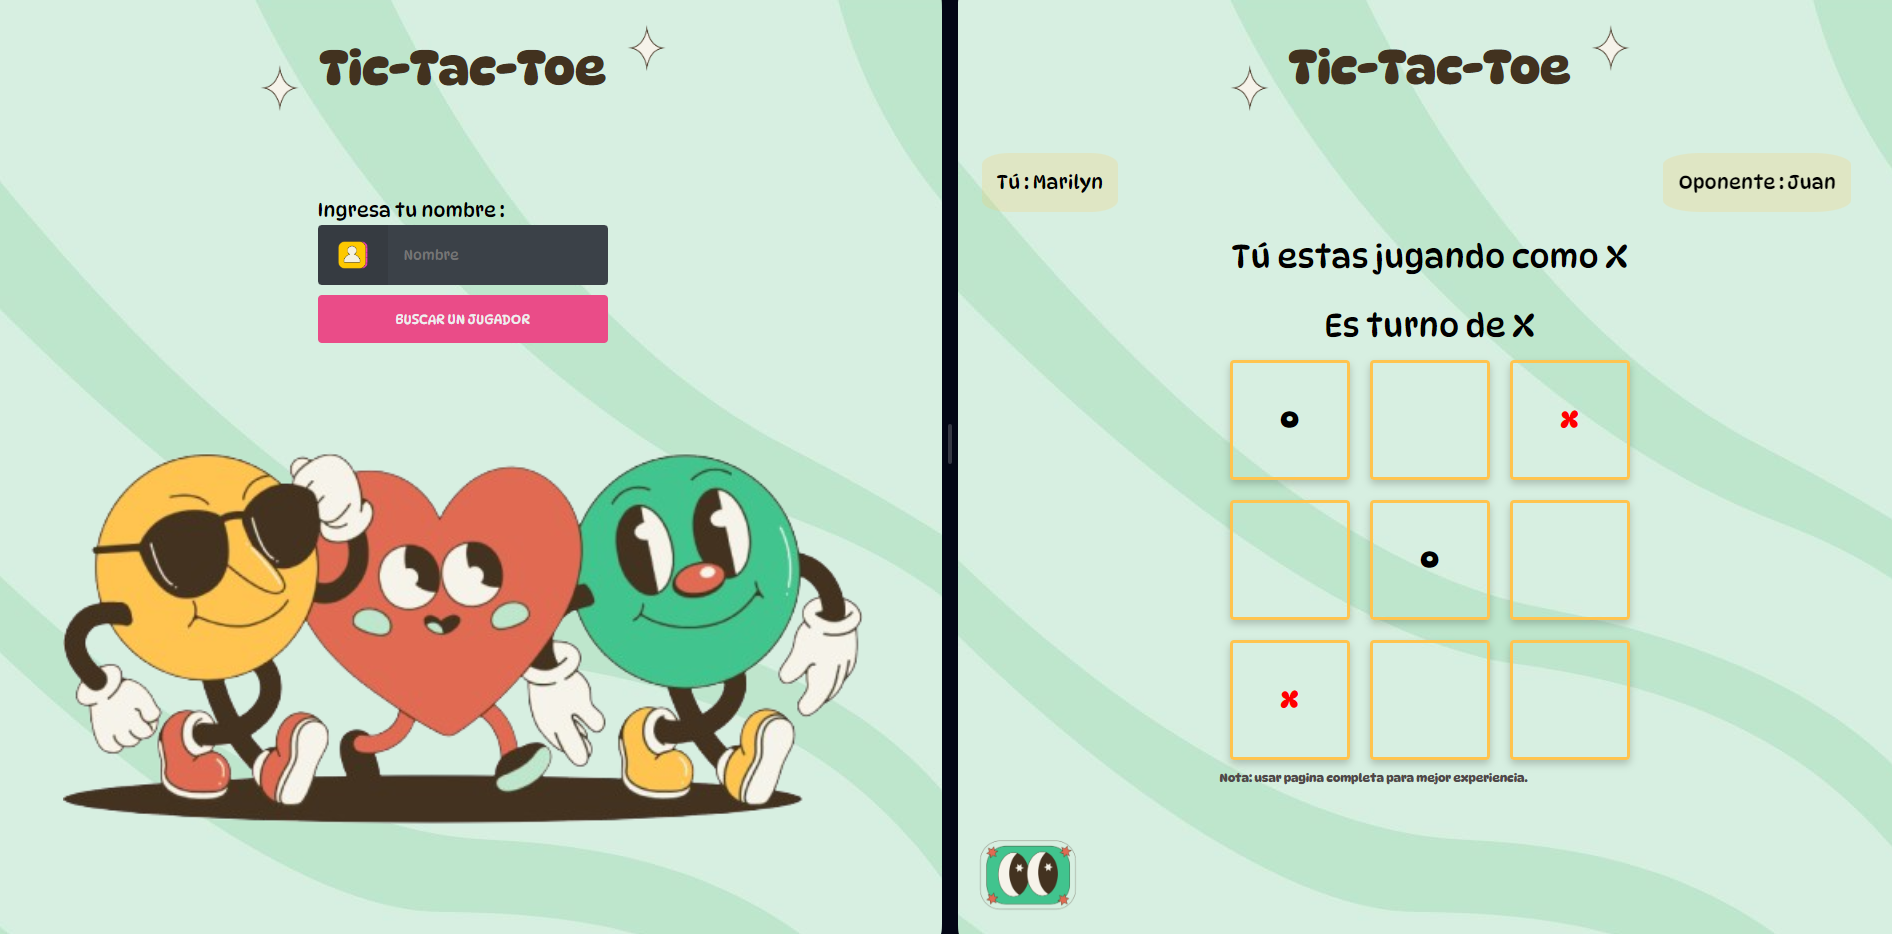 Tic-Tac-Toe
Ingresa tu nombre:
Nombre
BUSCAR UN JUGADOR
Tic-Tac-Toe
Tú:Marilyn
Oponente:Juan
Tú estas jugando como X
Es turno de X
o x
o
x
Nota: usar pagina completa para mejor experiencia.